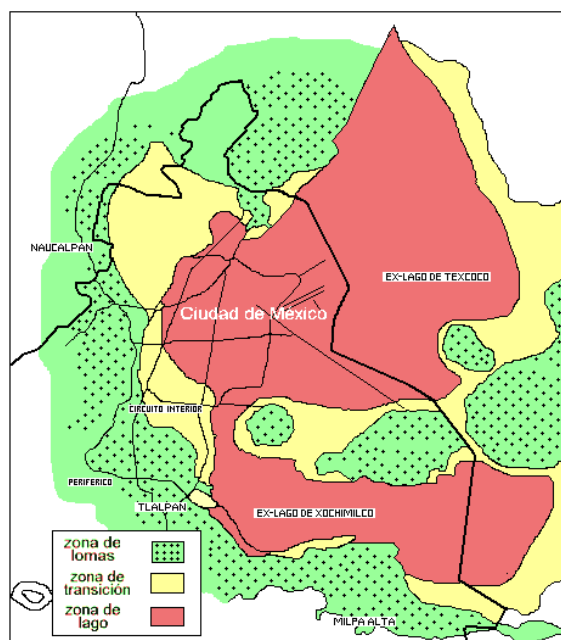 NAUCALPAN
EX-LAGO DE TEXCOCO
Ciudad de México
CIRCUITO INTERIOR
PERIFERICO
TLALPAN
EX-LAGO DE XOCHIMILCO
MILPA ALTA
zona de
lomas
zona de
transición
zona de
lago